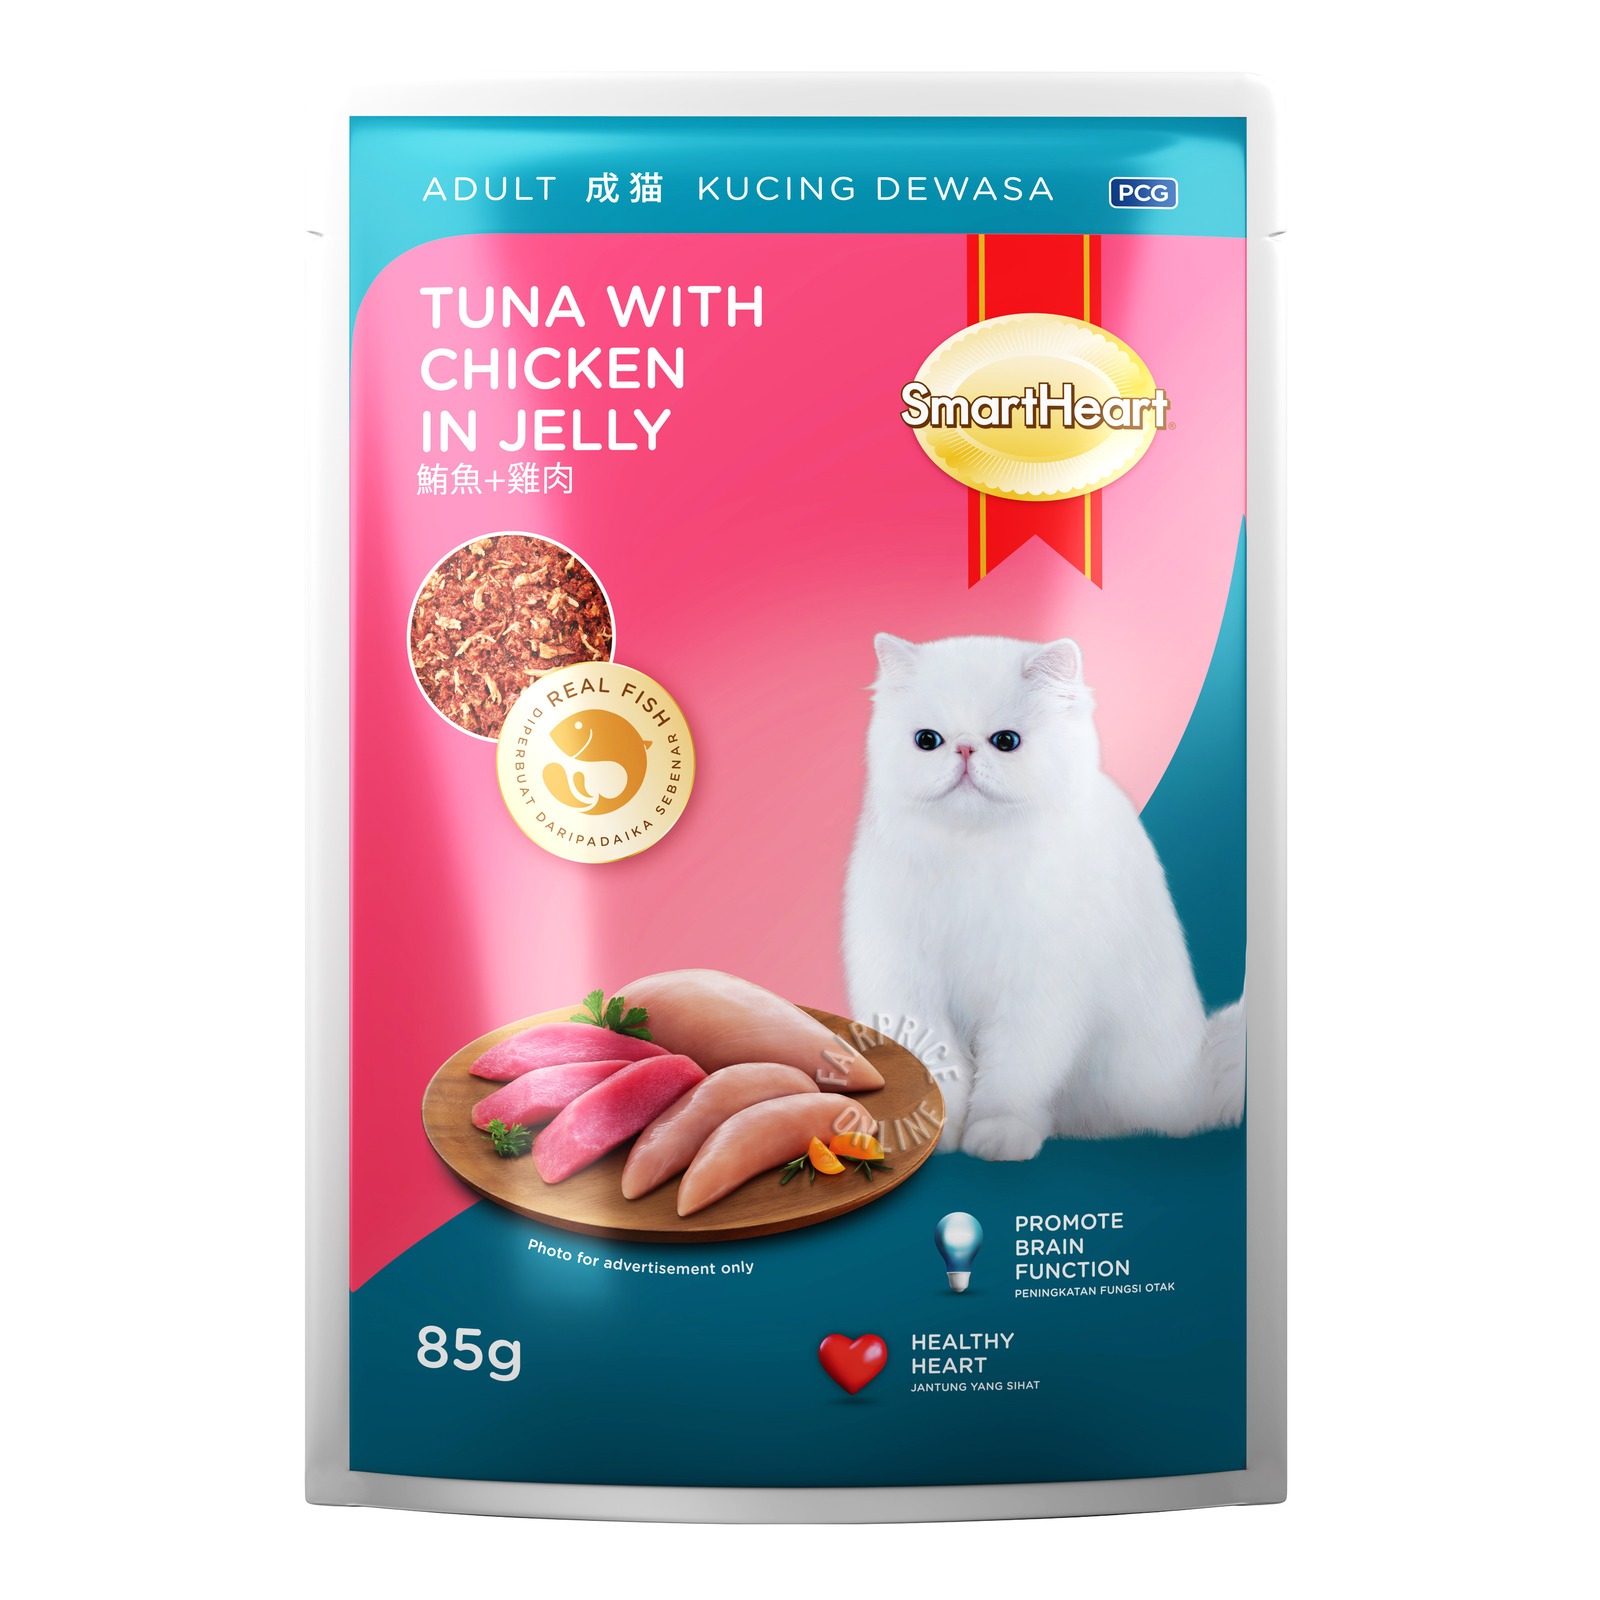 ADULT 成猫 KUCING DEWASA PCG
TUNA WITH
CHICKEN
IN JELLY
鮪魚+雞肉
SmartHeart®
REAL FISH
DIPERBUAT DARIPADAIKA SEBENAR
FAIRPRICE
ONLINE
Photo for advertisement only
PROMOTE
BRAIN
FUNCTION
PENINGKATAN FUNGSI OTAK
85g
HEALTHY
HEART
JANTUNG YANG SIHAT